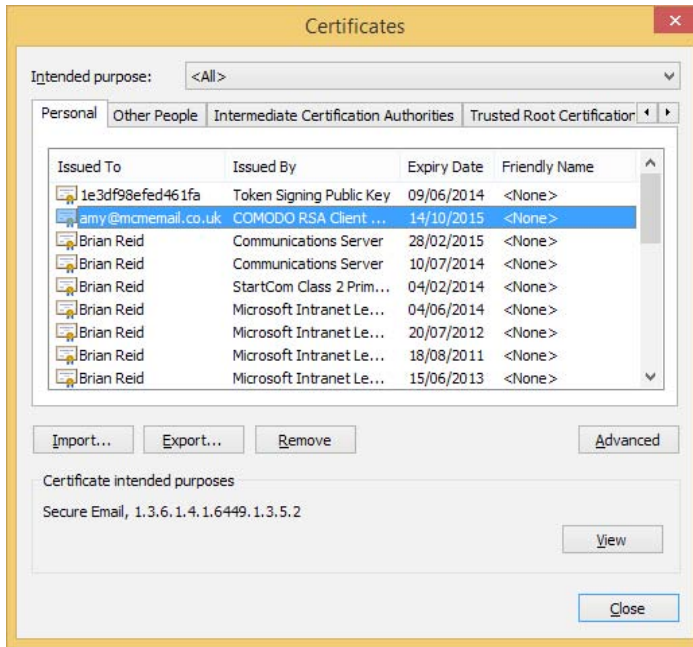 Certificates
Intended purpose: <All>
Personal Other People Intermediate Certification Authorities Trusted Root Certification
Issued To Issued By Expiry Date Friendly Name
1e3df98efed461fa Token Signing Public Key 09/06/2014 <None>
amy@mcmemail.co.uk COMODO RSA Client ... 14/10/2015 <None>
Brian Reid Communications Server 28/02/2015 <None>
Brian Reid Communications Server 10/07/2014 <None>
Brian Reid StartCom Class 2 Prim... 04/02/2014 <None>
Brian Reid Microsoft Intranet Le... 04/06/2014 <None>
Brian Reid Microsoft Intranet Le... 20/07/2012 <None>
Brian Reid Microsoft Intranet Le... 18/08/2011 <None>
Brian Reid Microsoft Intranet Le... 15/06/2013 <None>
Import... Export... Remove Advanced
Certificate intended purposes
Secure Email, 1.3.6.1.4.1.6449.1.3.5.2
View
Close